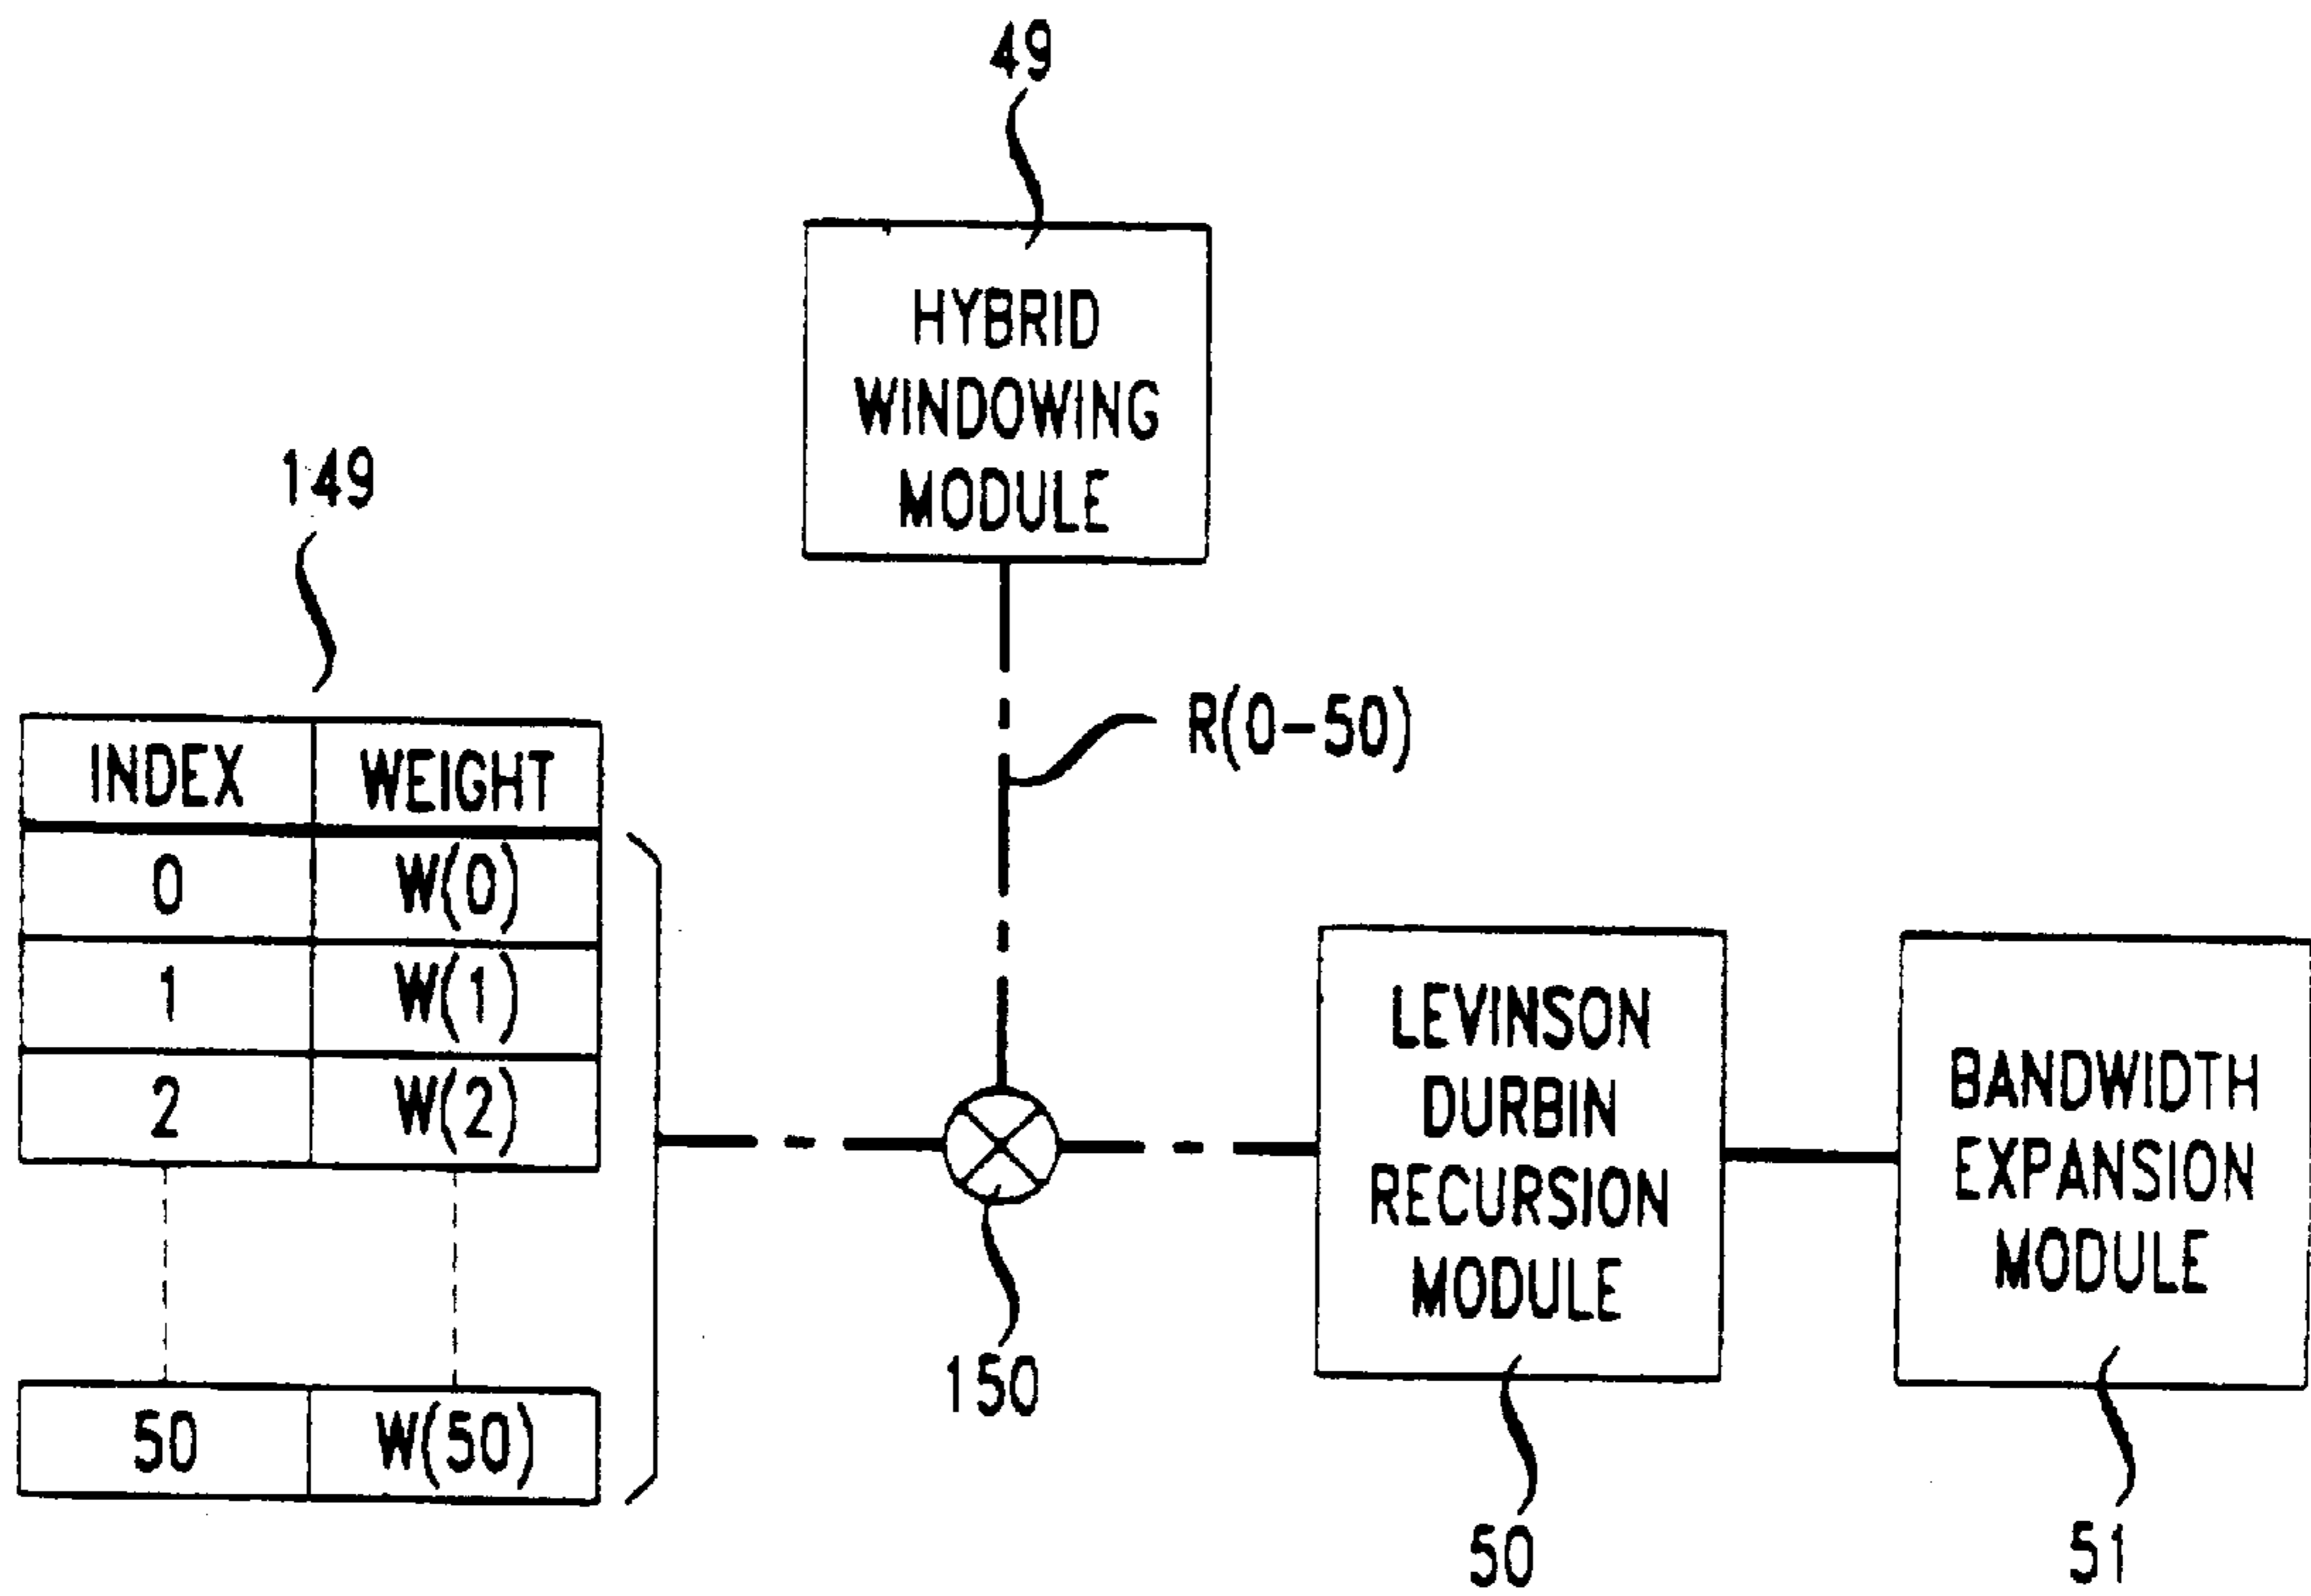 49
HYBRID
WINDOWING
MODULE
149
R(0-50)
INDEX WEIGHT
0 W(0)
1 W(1)
2 W(2)
50 W(50)
LEVINSON
DURBIN
RECURSION
MODULE
BANDWIDTH
EXPANSION
MODULE
150
50
51